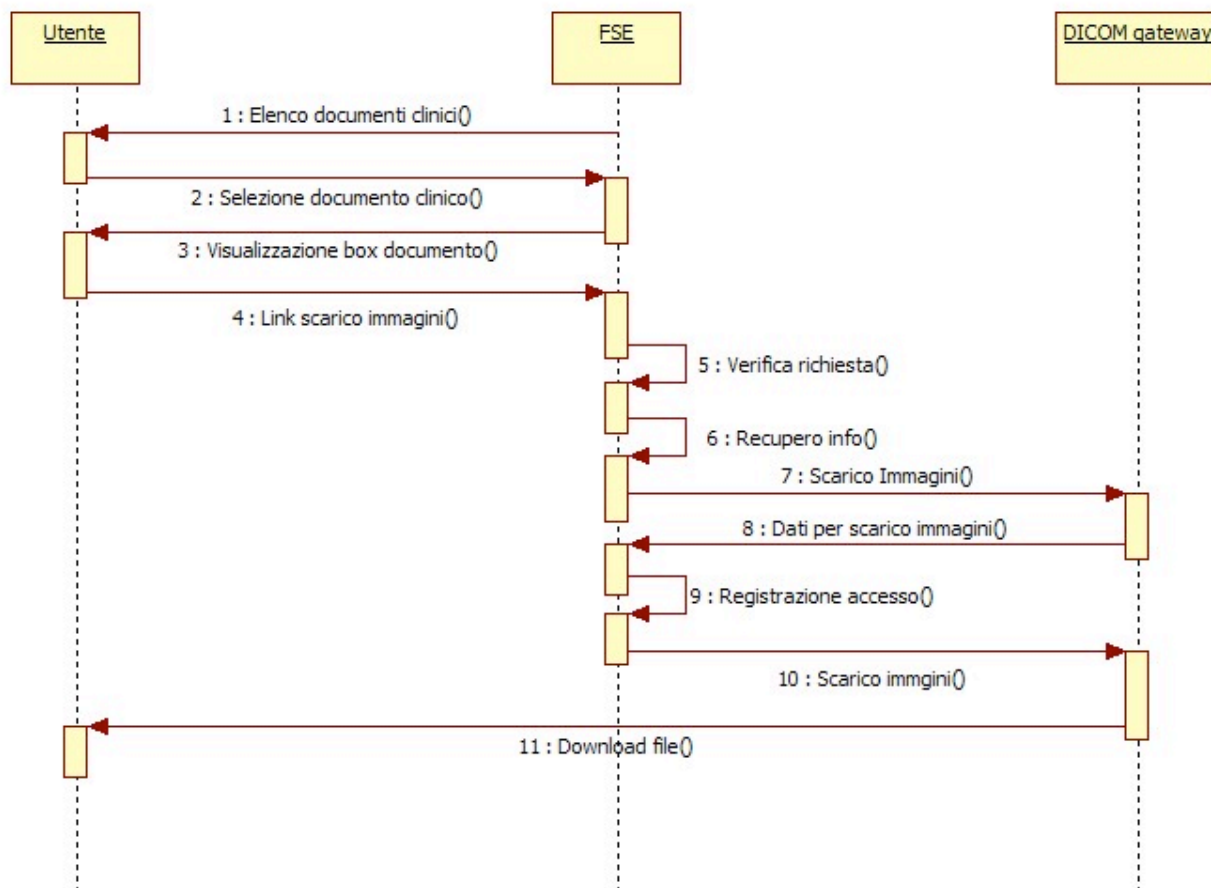 Utente
FSE
DICOM gateway
1 : Elenco documenti clinici()
2 : Selezione documento clinico()
3 : Visualizzazione box documento()
4 : Link scarico immagini()
5 : Verifica richiesta()
6 : Recupero info()
7 : Scarico Immagini()
8 : Dati per scarico immagini()
9 : Registrazione accesso()
10 : Scarico immgini()
11 : Download file()